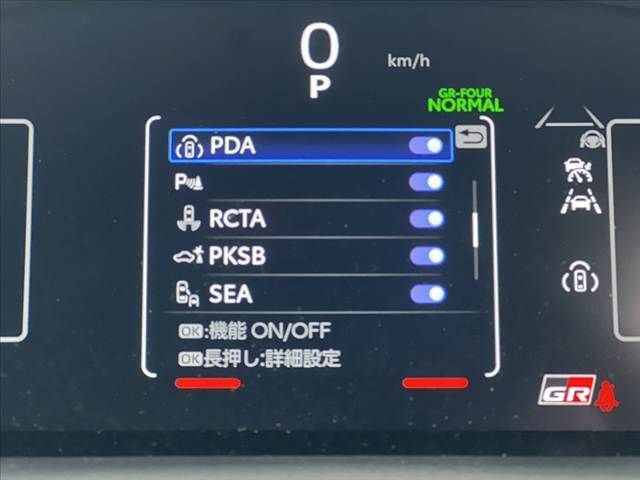 0
km/h
P
GR-FOUR
NORMAL
PDA
P
RCTA
PKSB
SEA
OK:機能 ON/OFF
OK長押し:詳細設定
GR